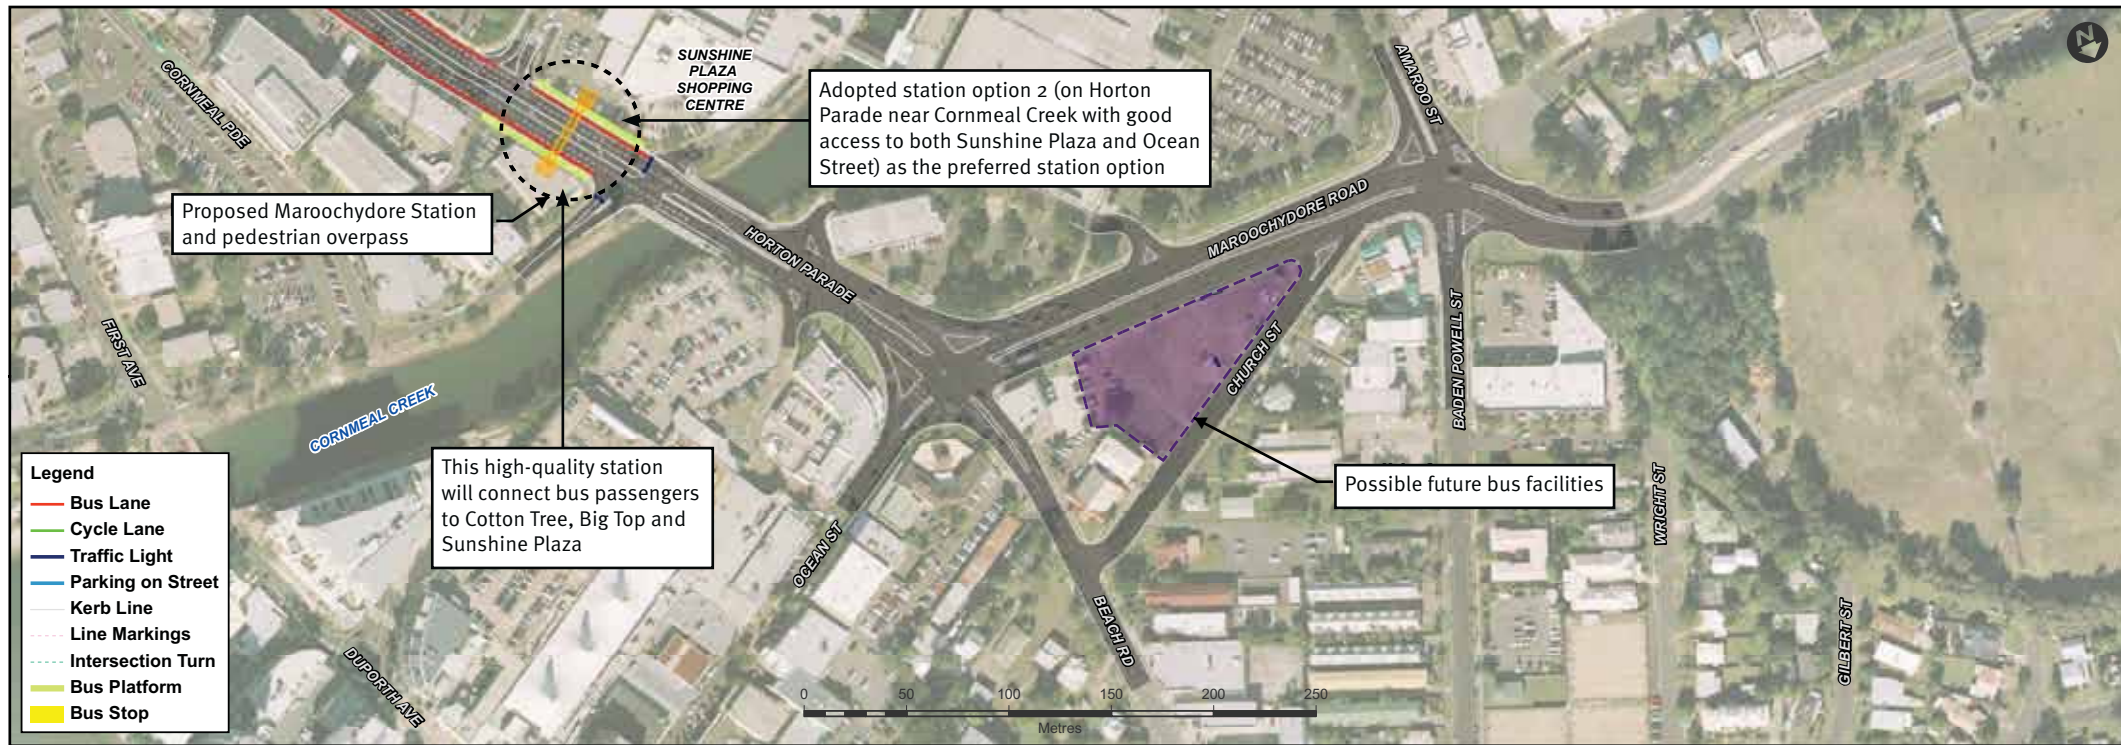 N
CORNMEAL PDE
SUNSHINE
PLAZA
SHOPPING
CENTRE
Adopted station option 2 (on Horton
Parade near Cornmeal Creek with good
access to both Sunshine Plaza and Ocean
Street) as the preferred station option
AMAROO ST
Proposed Maroochydore Station
and pedestrian overpass
HORTON PARADE
MAROOCHYDORE ROAD
FIRST AVE
CORNMEAL CREEK
CHURCH ST
BADEN POWELL ST
This high-quality station
will connect bus passengers
to Cotton Tree, Big Top and
Sunshine Plaza
Possible future bus facilities
WRIGHT ST
OCEAN ST
BEACH RD
GILBERT ST
DUPORTH AVE
Legend
Bus Lane
Cycle Lane
Traffic Light
Parking on Street
Kerb Line
Line Markings
Intersection Turn
Bus Platform
Bus Stop
0 50 100 150 200 250
Metres